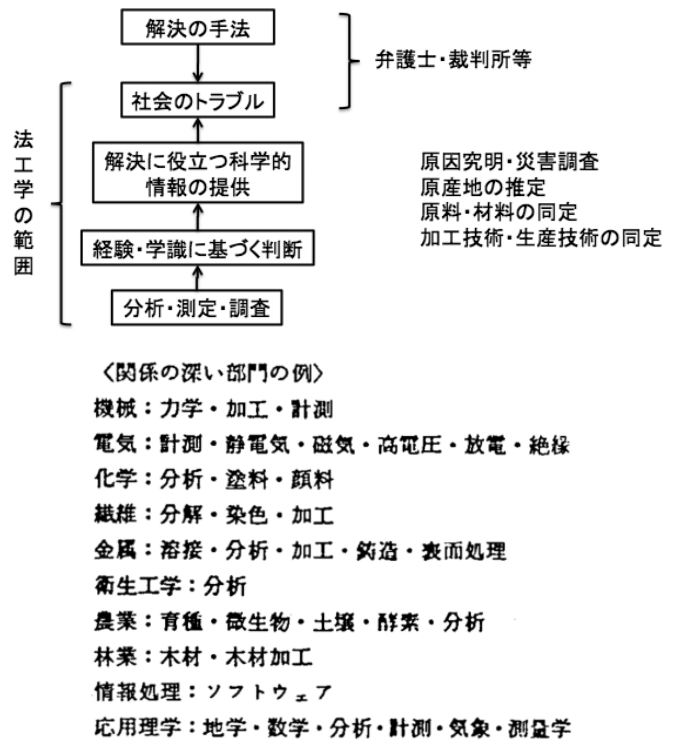 解決の手法
弁護士・裁判所等
社会のトラブル
法工学の範囲
解決に役立つ科学的
情報の提供
原因究明・災害調査
原産地の推定
原料・材料の同定
加工技術・生産技術の同定
経験・学識に基づく判断
分析・測定・調査
〈関係の深い部門の例〉
機械：力学・加工・計測
電気：計測・静電気・磁気・高電圧・放電・絶縁
化学：分析・塗料・顔料
繊維：分解・染色・加工
金属：溶接・分析・加工・鋳造・表面処理
衛生工学：分析
農業：育種・微生物・土壌・酵素・分析
林業：木材・木材加工
情報処理：ソフトウェア
応用理学：地学・数学・分析・計測・気象・測量学